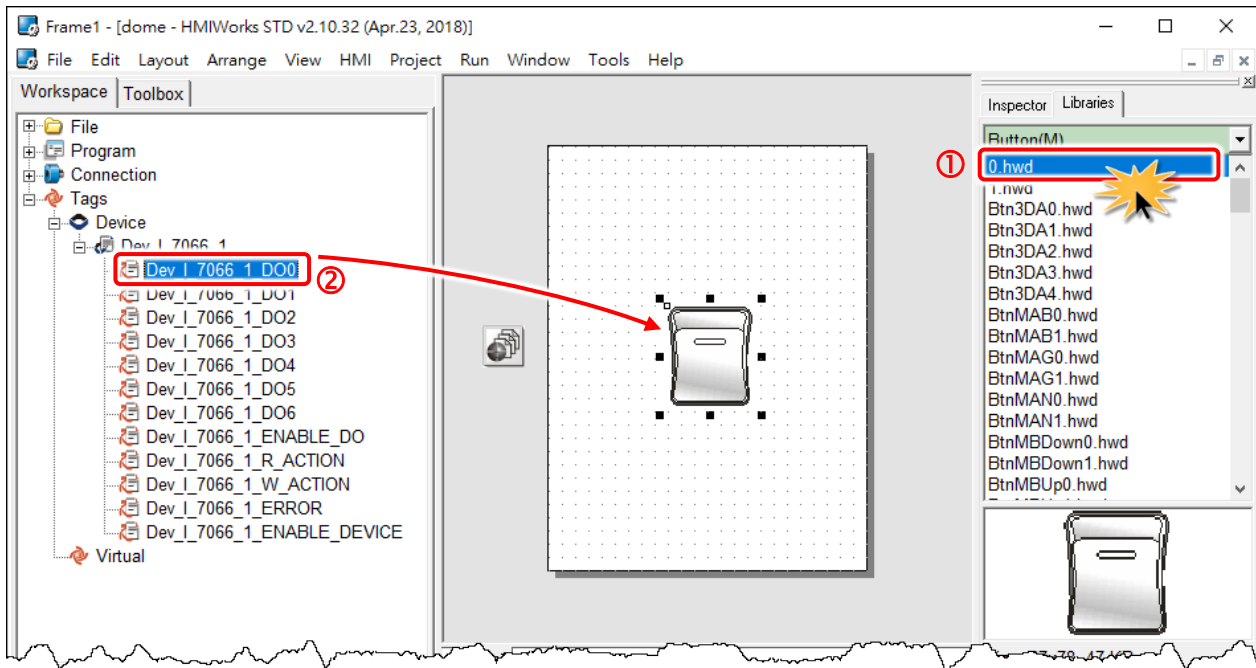 Frame1 - [dome - HMIWorks STD v2.10.32 (Apr.23, 2018)]
File Edit Layout Arrange View HMI Project Run Window Tools Help
Workspace Toolbox
File
Program
Connection
Tags
Device
Dev_I_7066_1
Dev_I_7066_1_DO0
②
Dev_I_7066_1_DO1
Dev_I_7066_1_DO2
Dev_I_7066_1_DO3
Dev_I_7066_1_DO4
Dev_I_7066_1_DO5
Dev_I_7066_1_DO6
Dev_I_7066_1_ENABLE_DO
Dev_I_7066_1_R_ACTION
Dev_I_7066_1_W_ACTION
Dev_I_7066_1_ERROR
Dev_I_7066_1_ENABLE_DEVICE
Virtual
Inspector Libraries
Button(M)
①
0.hwd
1.hwd
Btn3DA0.hwd
Btn3DA1.hwd
Btn3DA2.hwd
Btn3DA3.hwd
Btn3DA4.hwd
BtnMAB0.hwd
BtnMAB1.hwd
BtnMAG0.hwd
BtnMAG1.hwd
BtnMAN0.hwd
BtnMAN1.hwd
BtnMBDown0.hwd
BtnMBDown1.hwd
BtnMBUp0.hwd